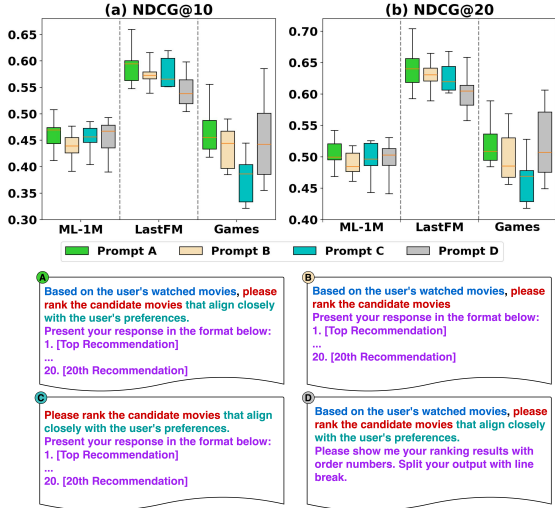 (a) NDCG@10
(b) NDCG@20
0.65
0.60
0.55
0.50
0.45
0.40
0.35
0.30
ML-1M
LastFM
Games
0.70
0.65
0.60
0.55
0.50
0.45
0.40
ML-1M
LastFM
Games
Prompt A
Prompt B
Prompt C
Prompt D
A
Based on the user's watched movies, please
rank the candidate movies that align closely
with the user's preferences.
Present your response in the format below:
1. [Top Recommendation]
...
20. [20th Recommendation]
B
Based on the user's watched movies, please
rank the candidate movies
Present your response in the format below:
1. [Top Recommendation]
...
20. [20th Recommendation]
C
Please rank the candidate movies that align
closely with the user's preferences.
Present your response in the format below:
1. [Top Recommendation]
...
20. [20th Recommendation]
D
Based on the user's watched movies, please
rank the candidate movies that align closely
with the user's preferences.
Please show me your ranking results with
order numbers. Split your output with line
break.